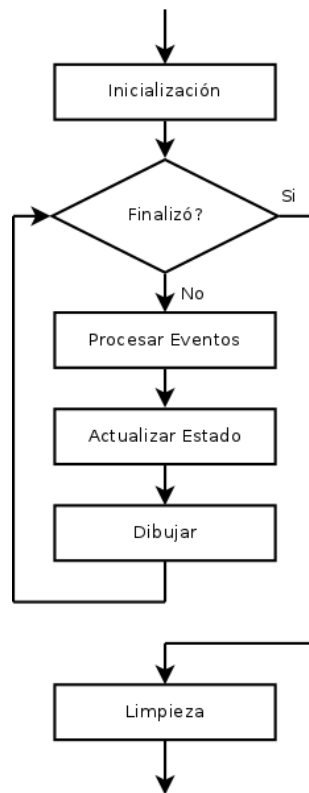 Inicialización
Finalizó?
Si
No
Procesar Eventos
Actualizar Estado
Dibujar
Limpieza